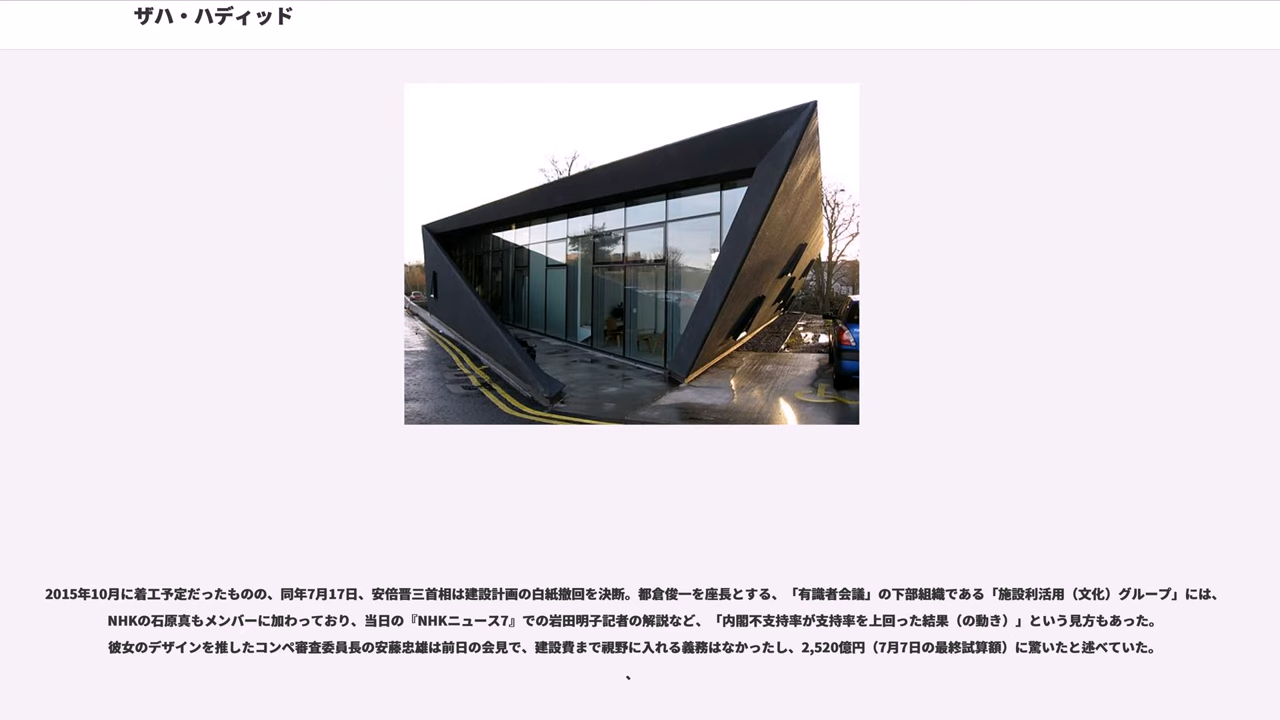 ザハ・ハディッド
2015年10月に着工予定だったものの、同年7月17日、安倍晋三首相は建設計画の白紙撤回を決断。都倉俊一を座長とする、「有識者会議」の下部組織である「施設利活用（文化）グループ」には、
NHKの石原真もメンバーに加わっており、当日の『NHKニュース7』での岩田明子記者の解説など、「内閣不支持率が支持率を上回った結果（の動き）」という見方もあった。
彼女のデザインを推したコンペ審査委員長の安藤忠雄は前日の会見で、建設費まで視野に入れる義務はなかったし、2,520億円（7月7日の最終試算額）に驚いたと述べていた。
、